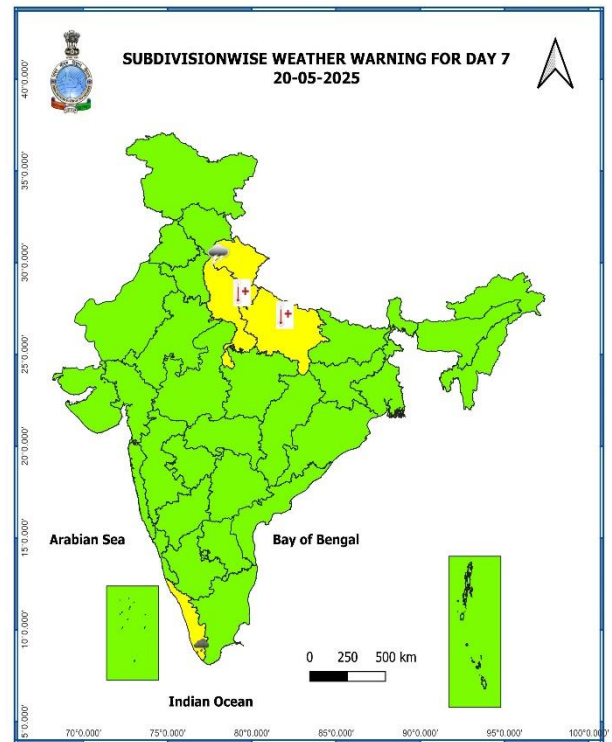 SUBDIVISIONWISE WEATHER WARNING FOR DAY 7
20-05-2025
40°0.000'
35°0.000'
30°0.000'
25°0.000'
20°0.000'
15°0.000'
10°0.000'
5°0.000'
Arabian Sea
Bay of Bengal
0 250 500 km
Indian Ocean
70°0.000' 75°0.000' 80°0.000' 85°0.000' 90°0.000' 95°0.000' 100°0.000'